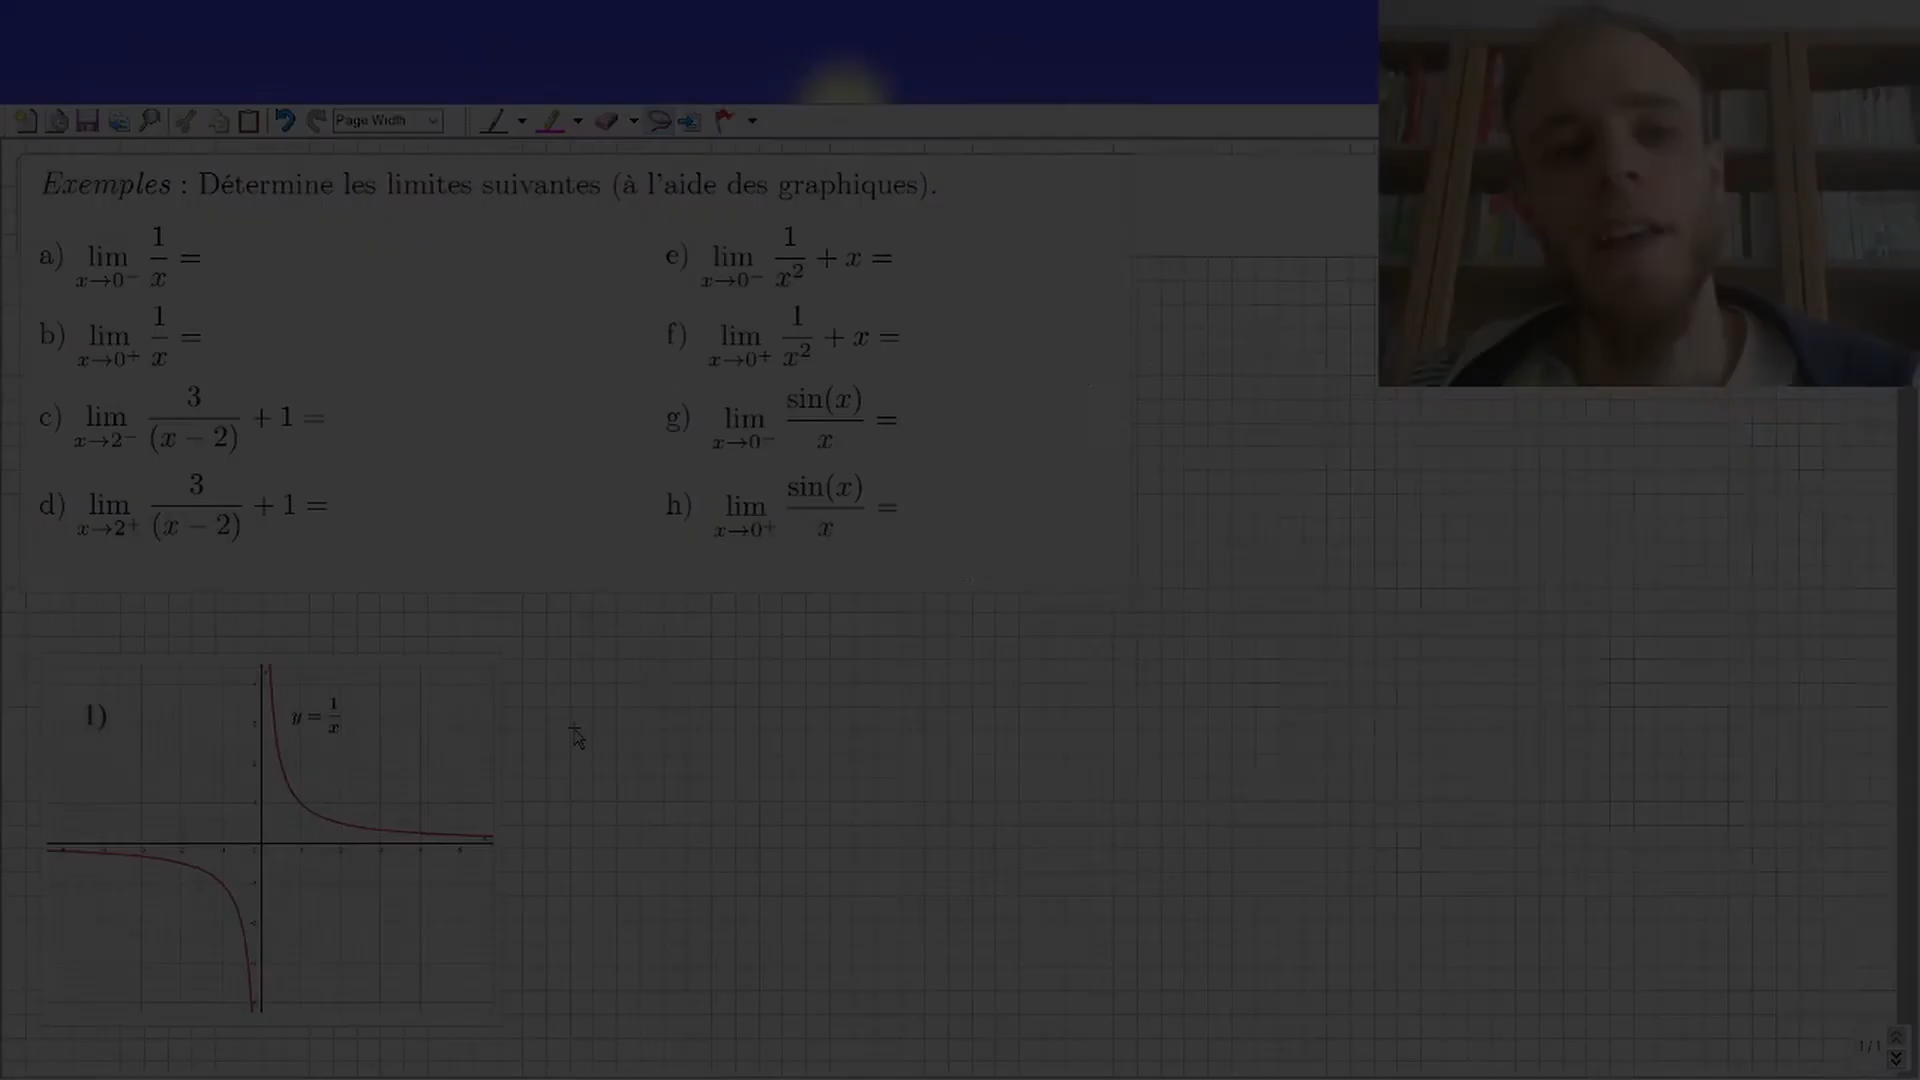 Page Width
Exemples : Détermine les limites suivantes (à l'aide des graphiques).
a) lim_{x→0⁻} 1/x =
b) lim_{x→0⁺} 1/x =
c) lim_{x→2⁻} 3/(x − 2) + 1 =
d) lim_{x→2⁺} 3/(x − 2) + 1 =
e) lim_{x→0⁻} 1/x² + x =
f) lim_{x→0⁺} 1/x² + x =
g) lim_{x→0⁻} sin(x)/x =
h) lim_{x→0⁺} sin(x)/x =
1)
y = 1/x
1/1